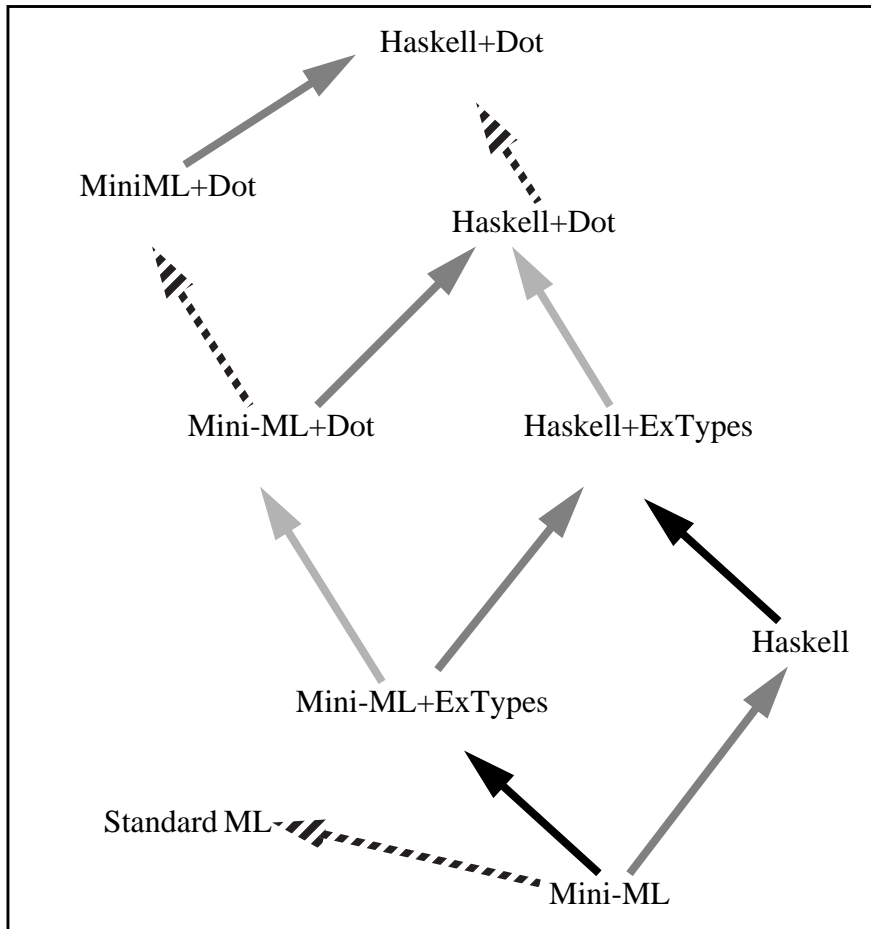 Haskell+Dot
MiniML+Dot
Haskell+Dot
Mini-ML+Dot
Haskell+ExTypes
Haskell
Mini-ML+ExTypes
Standard ML
Mini-ML